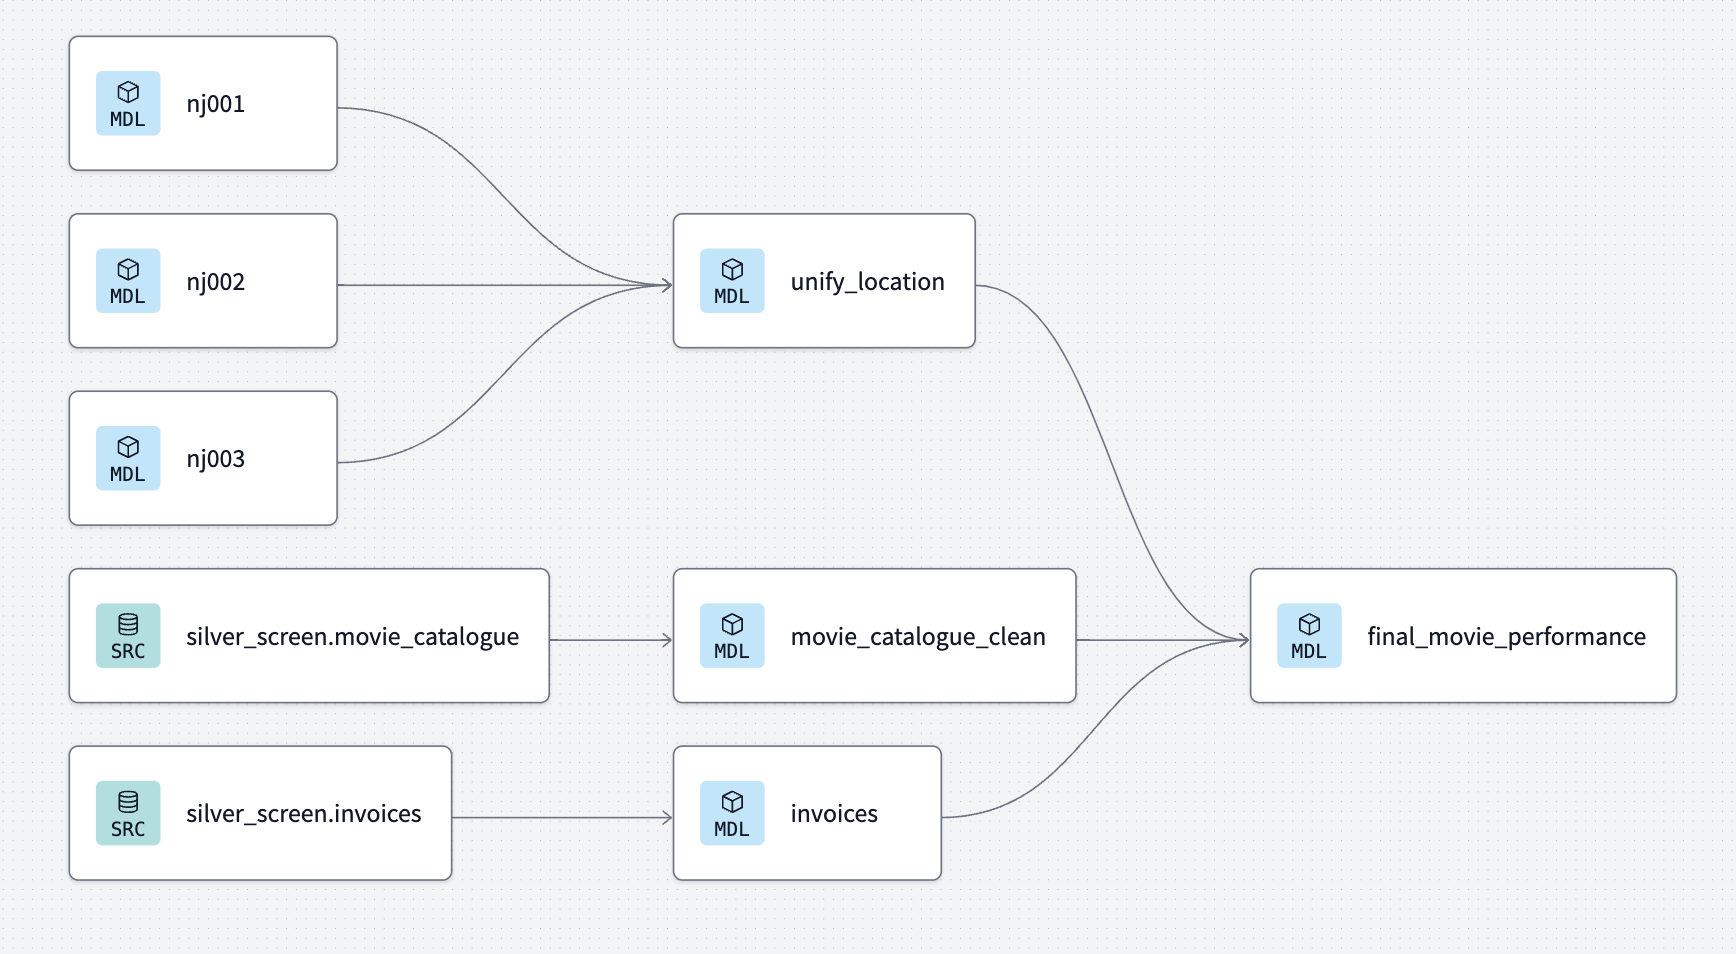 MDL nj001
MDL nj002
MDL unify_location
MDL nj003
SRC silver_screen.movie_catalogue
MDL movie_catalogue_clean
MDL final_movie_performance
SRC silver_screen.invoices
MDL invoices